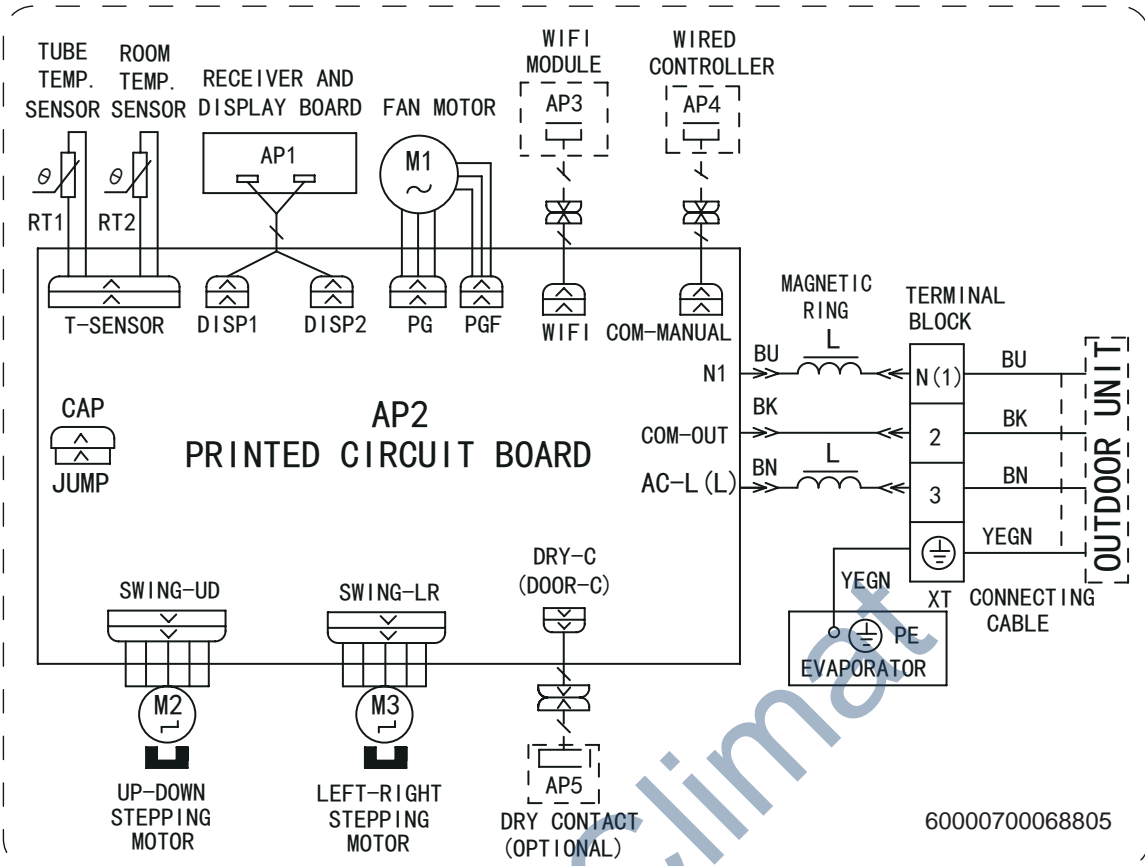 TUBE
TEMP.
SENSOR
ROOM
TEMP.
SENSOR
RECEIVER AND
DISPLAY BOARD
FAN MOTOR
WIFI
MODULE
WIRED
CONTROLLER
AP1
M1
AP3
AP4
θ
θ
RT1
RT2
T-SENSOR
DISP1
DISP2
PG
PGF
WIFI
COM-MANUAL
MAGNETIC
RING
TERMINAL
BLOCK
CAP
JUMP
AP2
PRINTED CIRCUIT BOARD
N1
BU
L
N(1)
BU
COM-OUT
BK
2
BK
AC-L(L)
BN
L
3
BN
YEGN
OUTDOOR UNIT
YEGN
XT
CONNECTING
CABLE
PE
EVAPORATOR
SWING-UD
SWING-LR
DRY-C
(DOOR-C)
M2
M3
AP5
UP-DOWN
STEPPING
MOTOR
LEFT-RIGHT
STEPPING
MOTOR
DRY CONTACT
(OPTIONAL)
60000700068805
climat